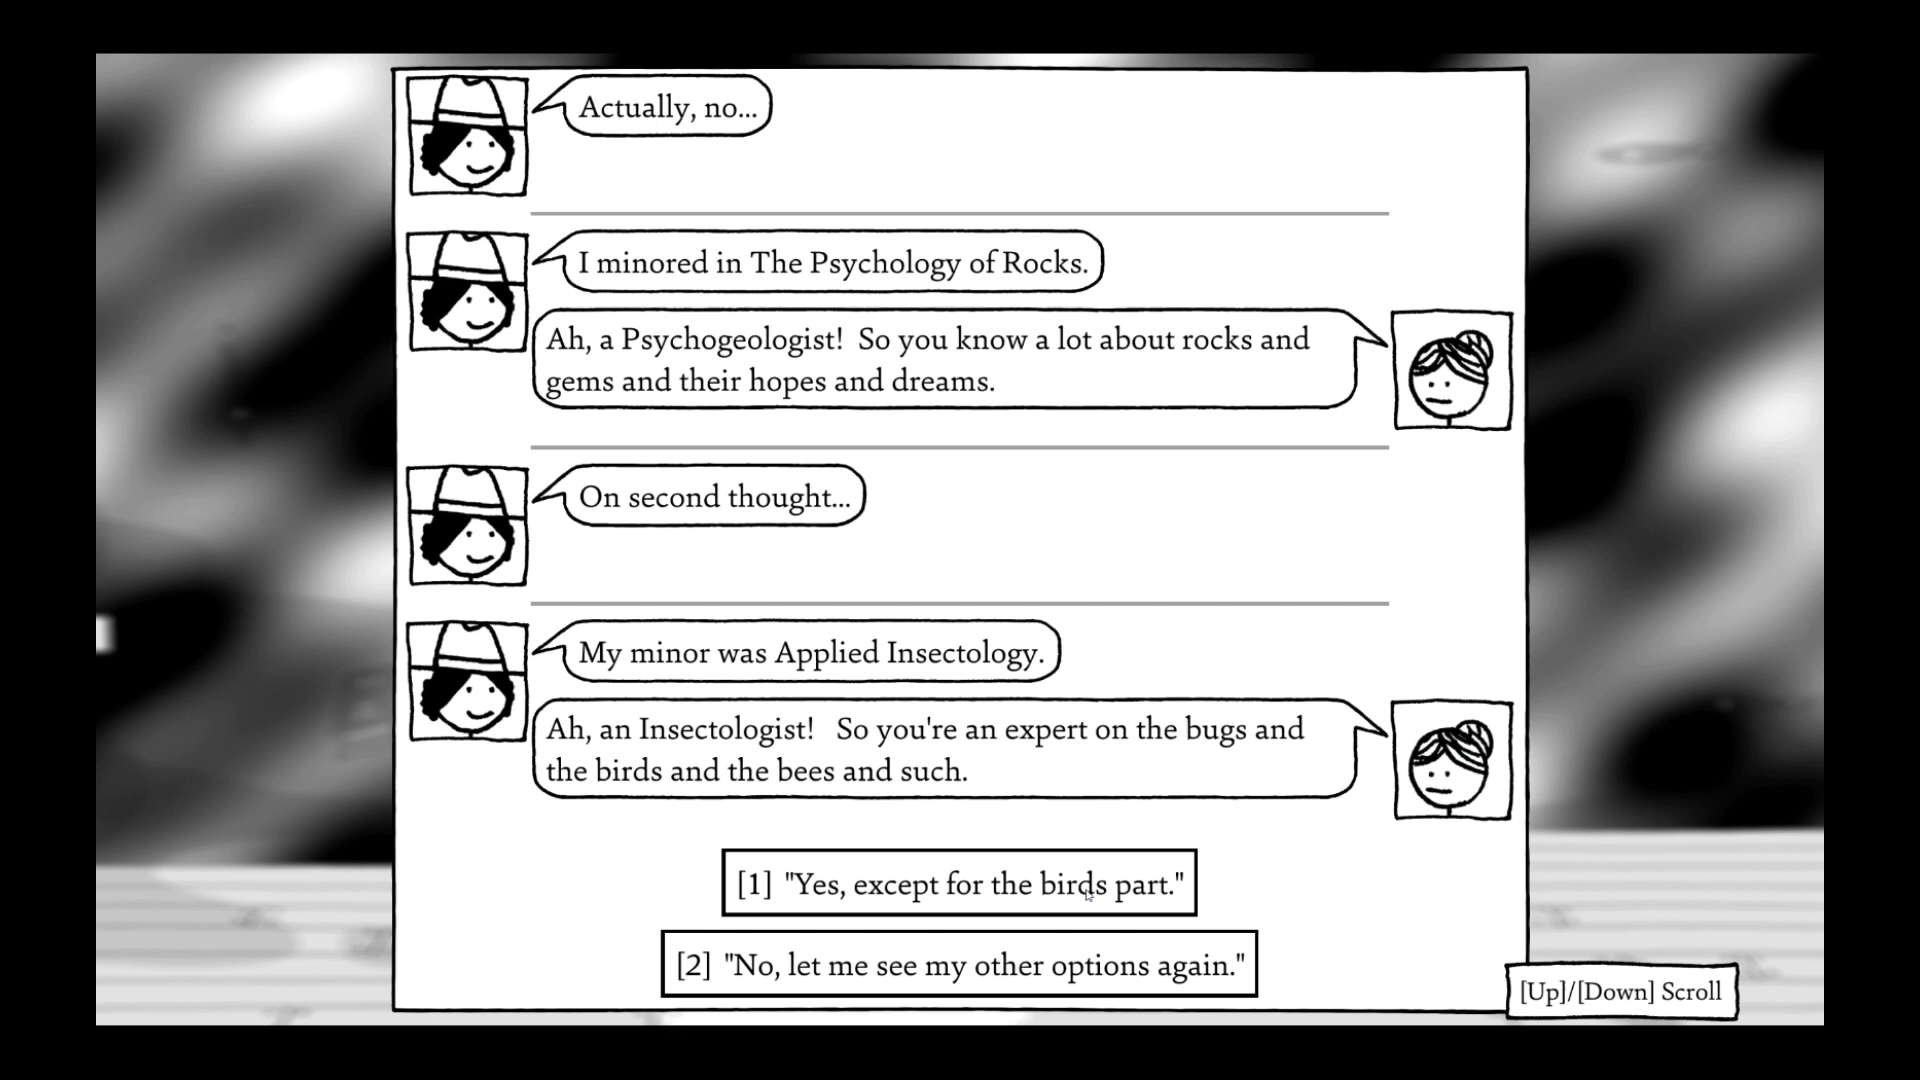 Actually, no...
I minored in The Psychology of Rocks.
Ah, a Psychogeologist!  So you know a lot about rocks and
gems and their hopes and dreams.
On second thought...
My minor was Applied Insectology.
Ah, an Insectologist!   So you're an expert on the bugs and
the birds and the bees and such.
[1] "Yes, except for the birds part."
[2] "No, let me see my other options again."
[Up]/[Down] Scroll